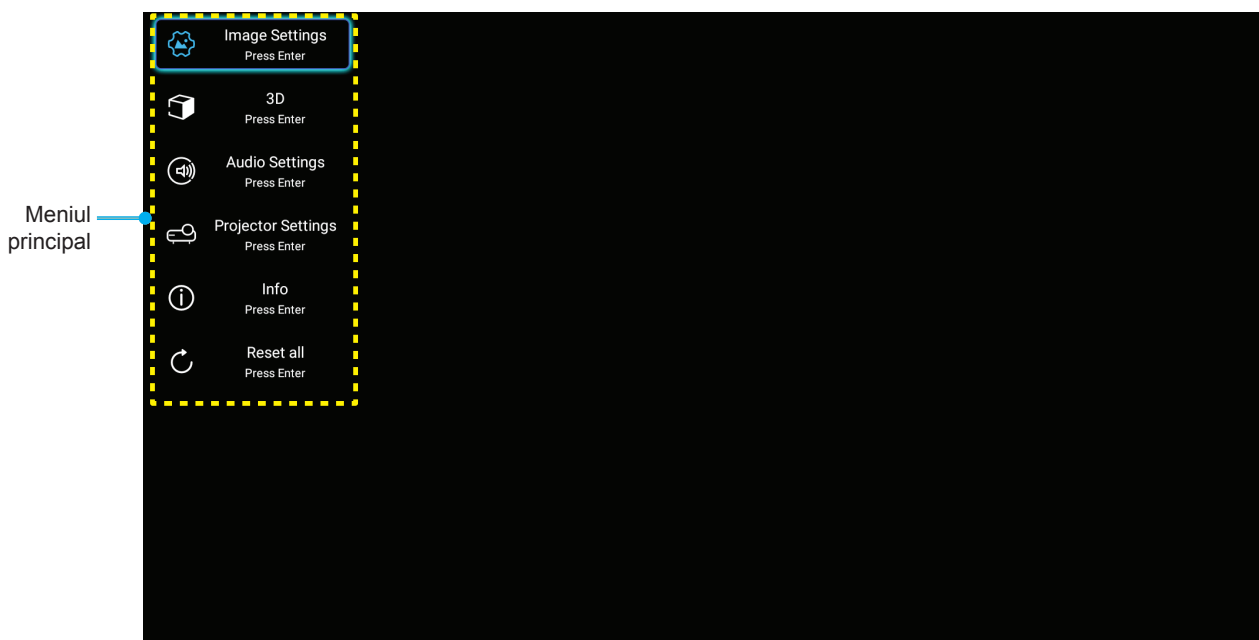 Image Settings
Press Enter
3D
Press Enter
Audio Settings
Press Enter
Meniul
principal
Projector Settings
Press Enter
Info
Press Enter
Reset all
Press Enter